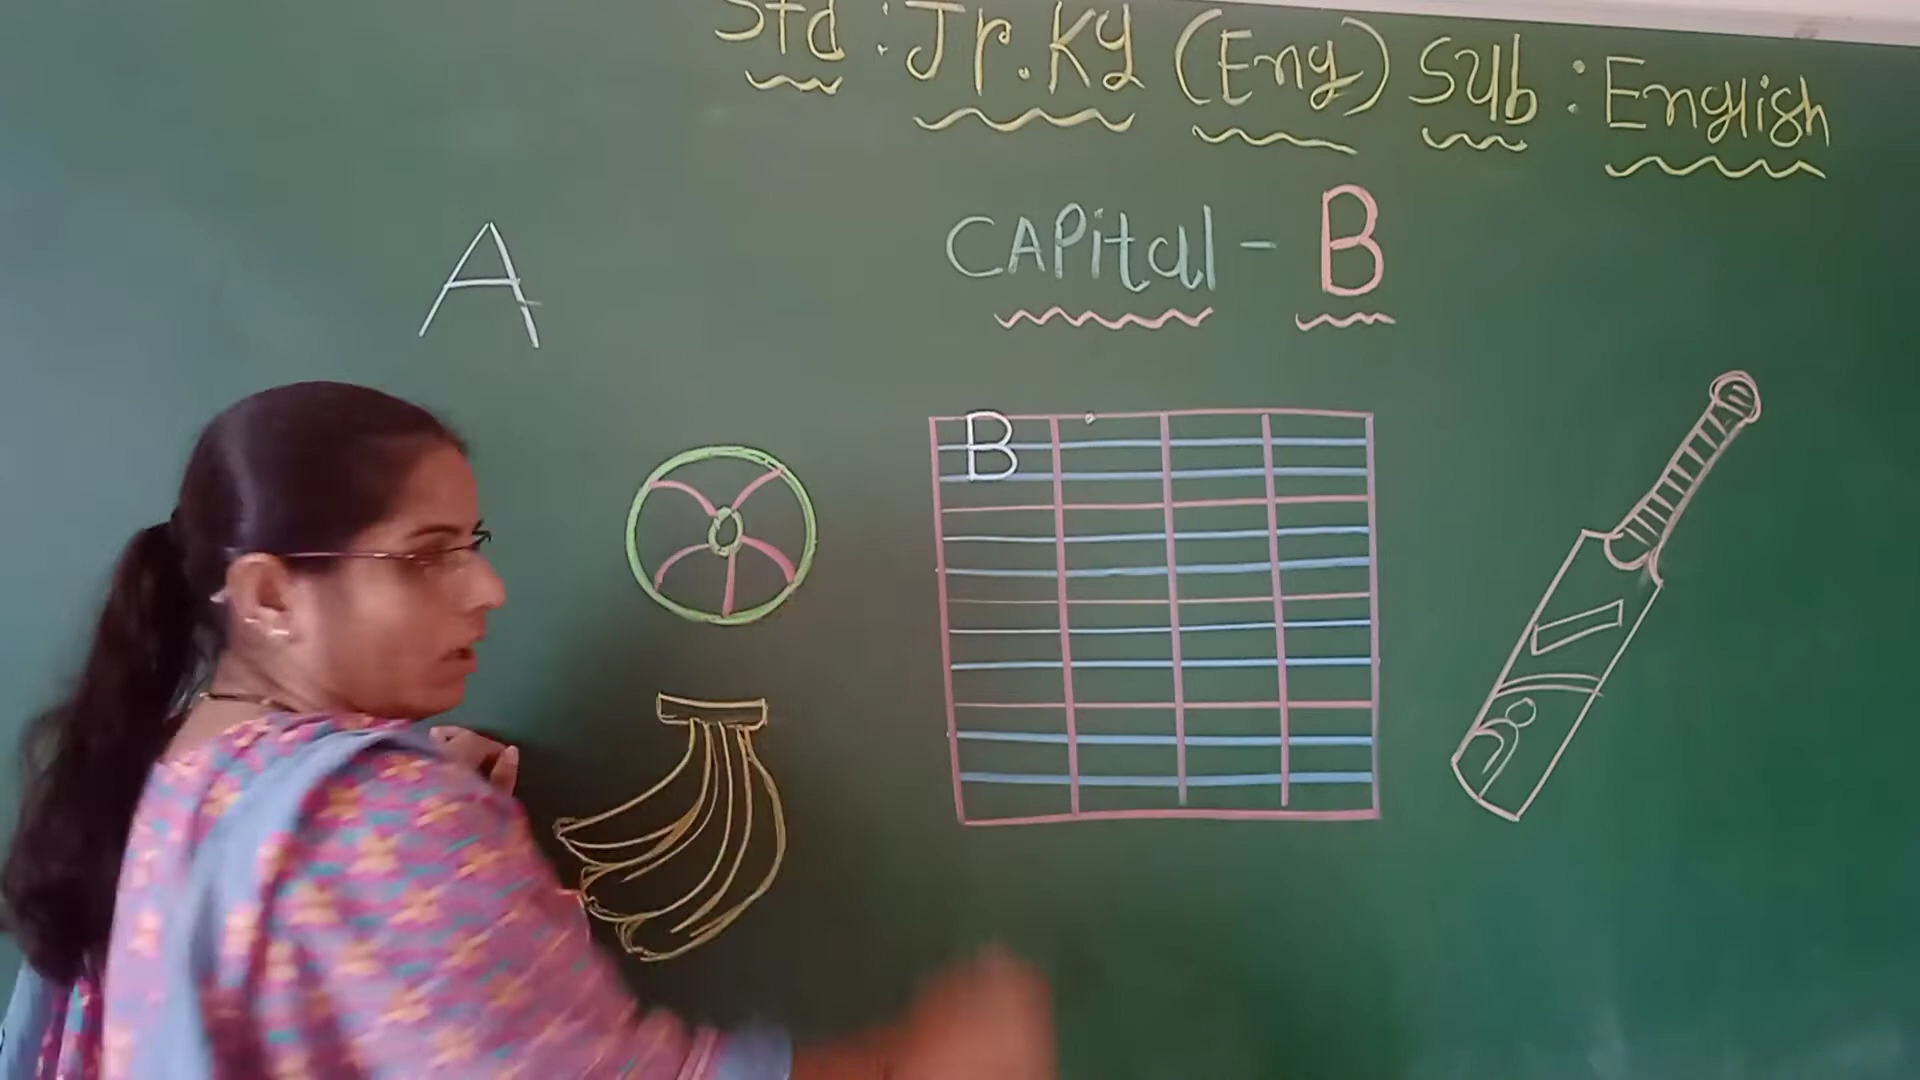 Std : Jr. Kg (Eng) Sub : English
CAPital - B
A
B